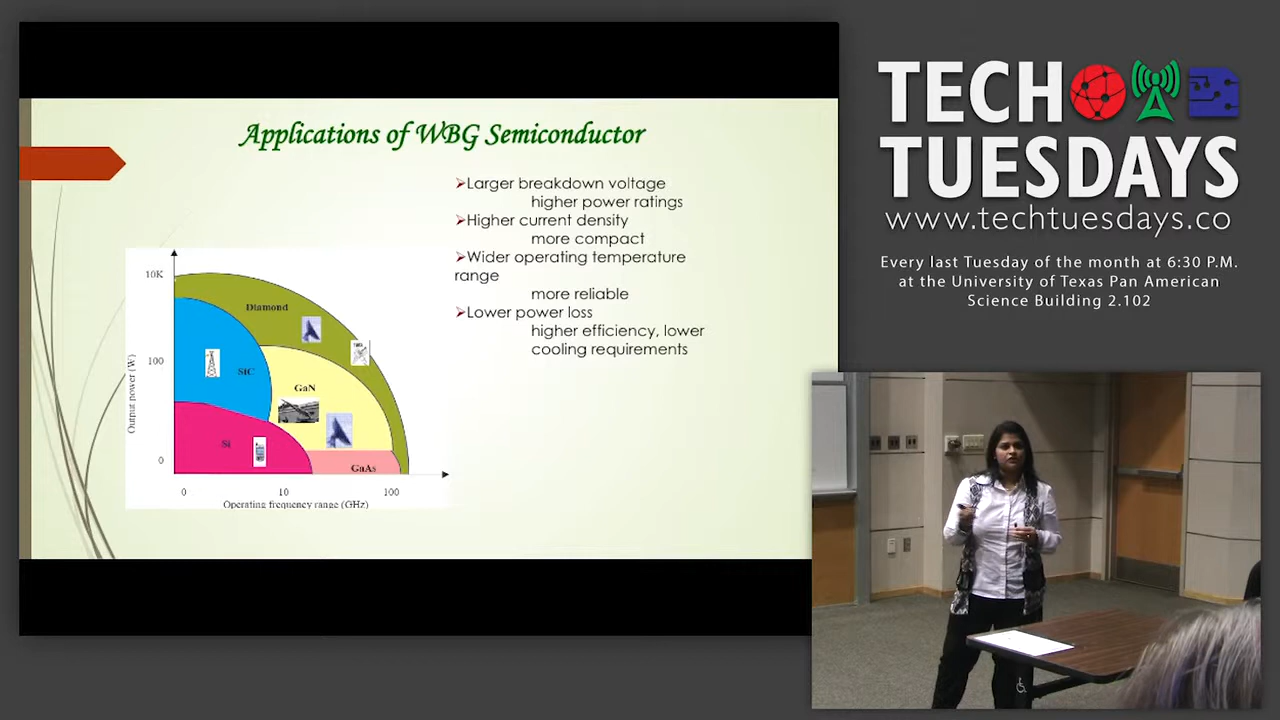 Applications of WBG Semiconductor
➢Larger breakdown voltage
higher power ratings
➢Higher current density
more compact
➢Wider operating temperature
range
more reliable
➢Lower power loss
higher efficiency, lower
cooling requirements
10K
100
0
Output power (W)
Diamond
SiC
GaN
Si
GaAs
0 10 100
Operating frequency range (GHz)
TECH
TUESDAYS
www.techtuesdays.co
Every last Tuesday of the month at 6:30 P.M.
at the University of Texas Pan American
Science Building 2.102